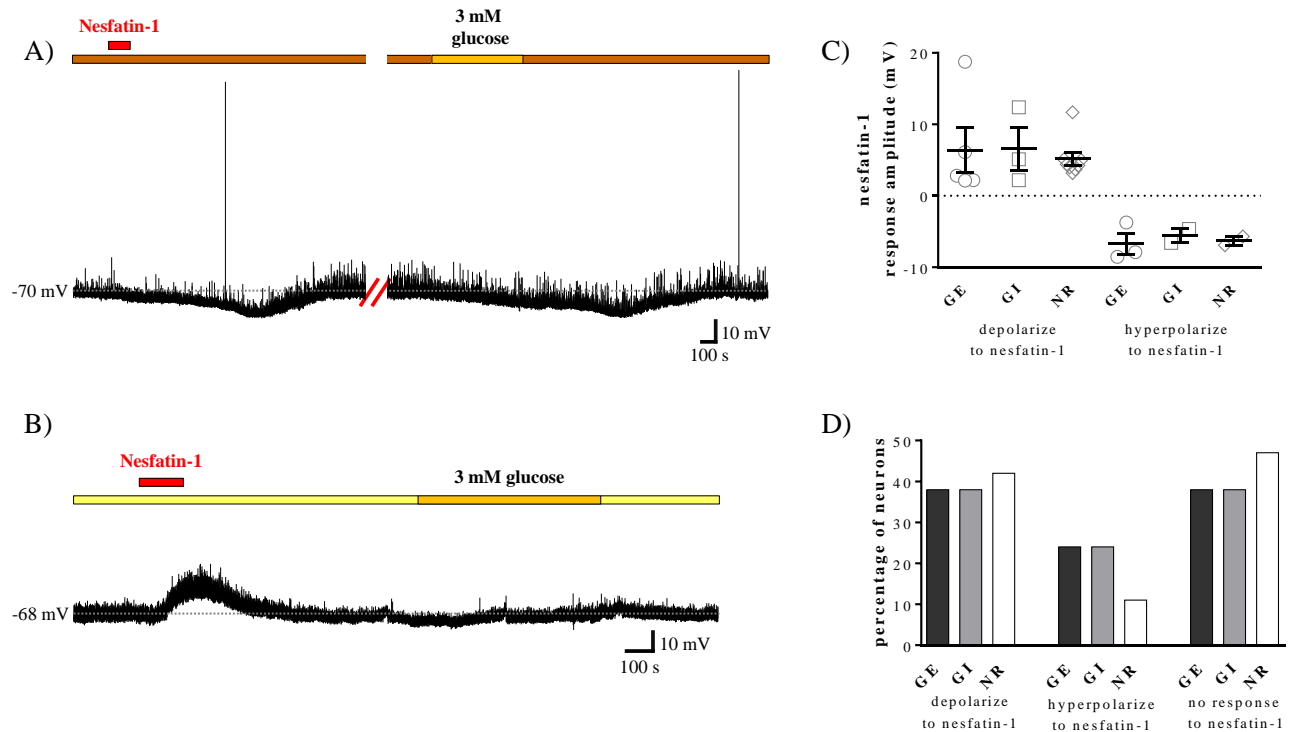 A)
Nesfatin-1
3 mM
glucose
-70 mV
10 mV
100 s
B)
Nesfatin-1
3 mM glucose
-68 mV
10 mV
100 s
C)
nesfatin-1
response amplitude (mV)
20
10
0
-10
GE GI NR GE GI NR
depolarize
to nesfatin-1
hyperpolarize
to nesfatin-1
D)
percentage of neurons
50
40
30
20
10
0
GE GI NR GE GI NR GE GI NR
depolarize
to nesfatin-1
hyperpolarize
to nesfatin-1
no response
to nesfatin-1